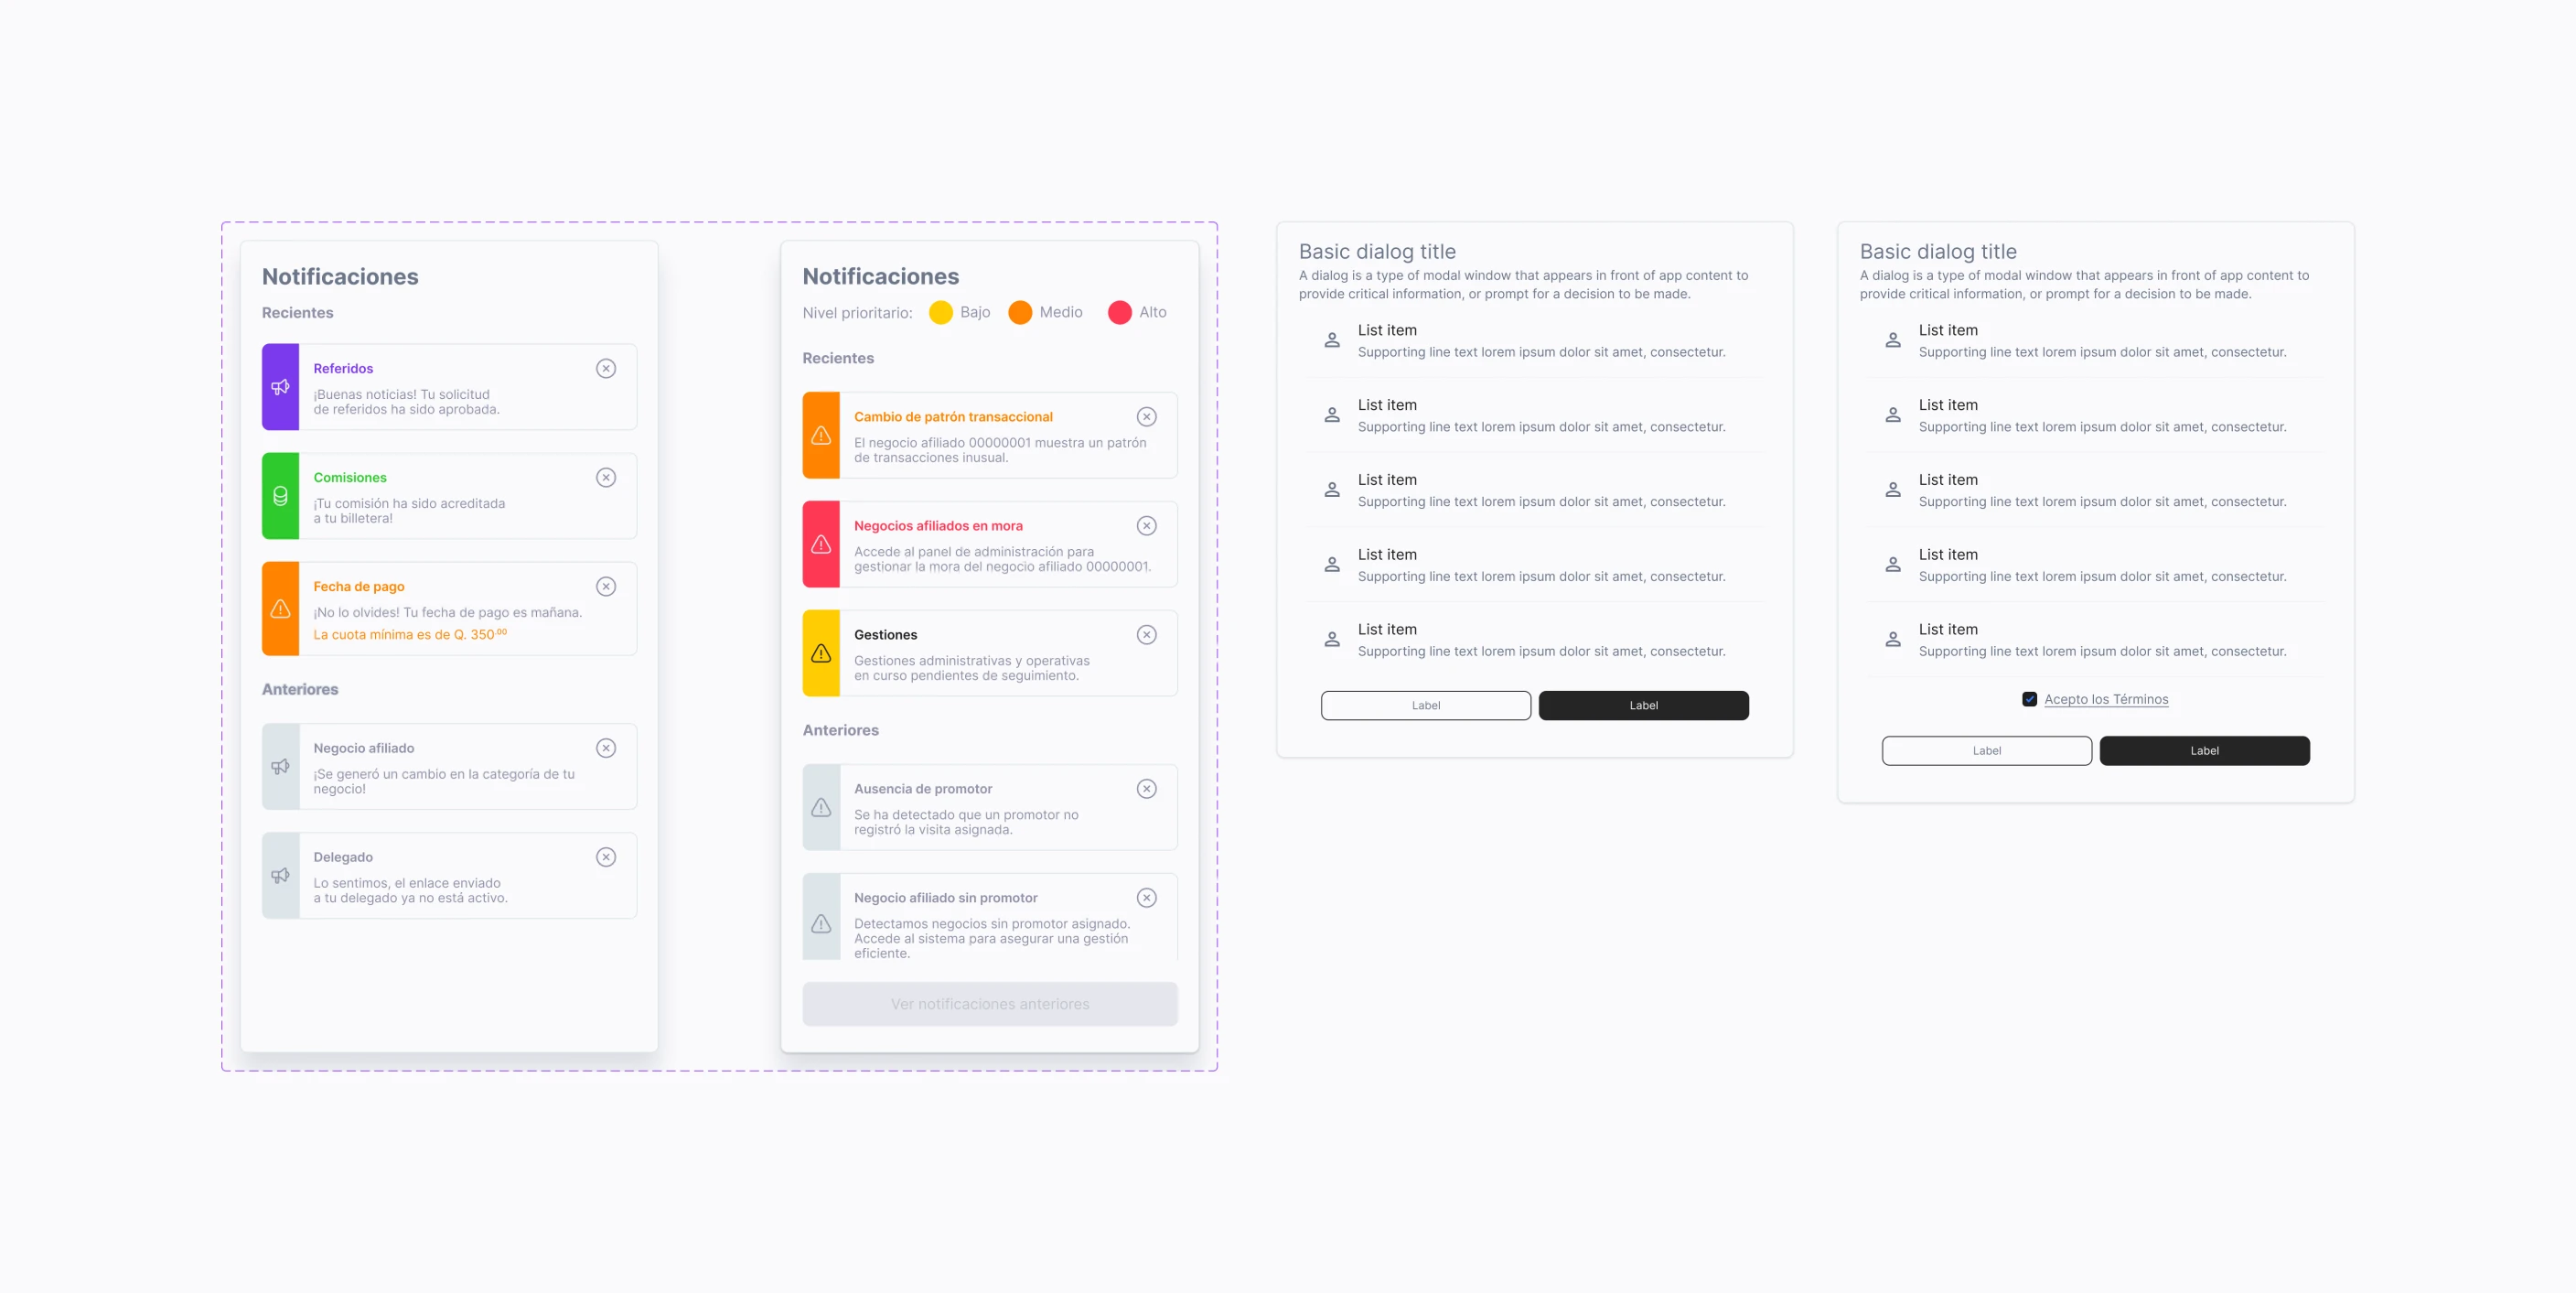 Notificaciones
Recientes
Referidos
¡Buenas noticias! Tu solicitud
de referidos ha sido aprobada.
Comisiones
¡Tu comisión ha sido acreditada
a tu billetera!
Fecha de pago
¡No lo olvides! Tu fecha de pago es mañana.
La cuota mínima es de Q. 350.00
Anteriores
Negocio afiliado
¡Se generó un cambio en la categoría de tu
negocio!
Delegado
Lo sentimos, el enlace enviado
a tu delegado ya no está activo.
Notificaciones
Nivel prioritario: Bajo Medio Alto
Recientes
Cambio de patrón transaccional
El negocio afiliado 00000001 muestra un patrón
de transacciones inusual.
Negocios afiliados en mora
Accede al panel de administración para
gestionar la mora del negocio afiliado 00000001.
Gestiones
Gestiones administrativas y operativas
en curso pendientes de seguimiento.
Anteriores
Ausencia de promotor
Se ha detectado que un promotor no
registró la visita asignada.
Negocio afiliado sin promotor
Detectamos negocios sin promotor asignado.
Accede al sistema para asegurar una gestión
eficiente.
Ver notificaciones anteriores
Basic dialog title
A dialog is a type of modal window that appears in front of app content to
provide critical information, or prompt for a decision to be made.
List item
Supporting line text lorem ipsum dolor sit amet, consectetur.
List item
Supporting line text lorem ipsum dolor sit amet, consectetur.
List item
Supporting line text lorem ipsum dolor sit amet, consectetur.
List item
Supporting line text lorem ipsum dolor sit amet, consectetur.
List item
Supporting line text lorem ipsum dolor sit amet, consectetur.
Label Label
Basic dialog title
A dialog is a type of modal window that appears in front of app content to
provide critical information, or prompt for a decision to be made.
List item
Supporting line text lorem ipsum dolor sit amet, consectetur.
List item
Supporting line text lorem ipsum dolor sit amet, consectetur.
List item
Supporting line text lorem ipsum dolor sit amet, consectetur.
List item
Supporting line text lorem ipsum dolor sit amet, consectetur.
List item
Supporting line text lorem ipsum dolor sit amet, consectetur.
Acepto los Términos
Label Label